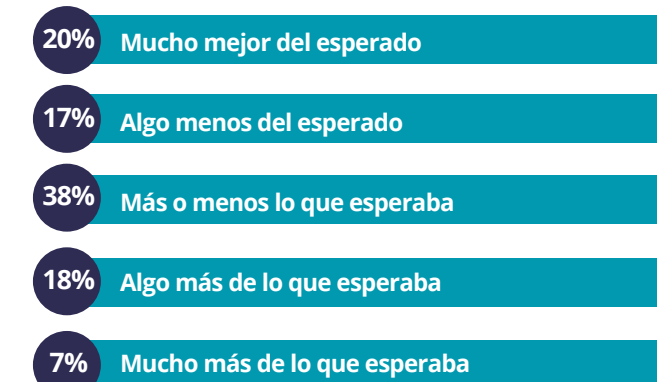 20% Mucho mejor del esperado
17% Algo menos del esperado
38% Más o menos lo que esperaba
18% Algo más de lo que esperaba
7% Mucho más de lo que esperaba